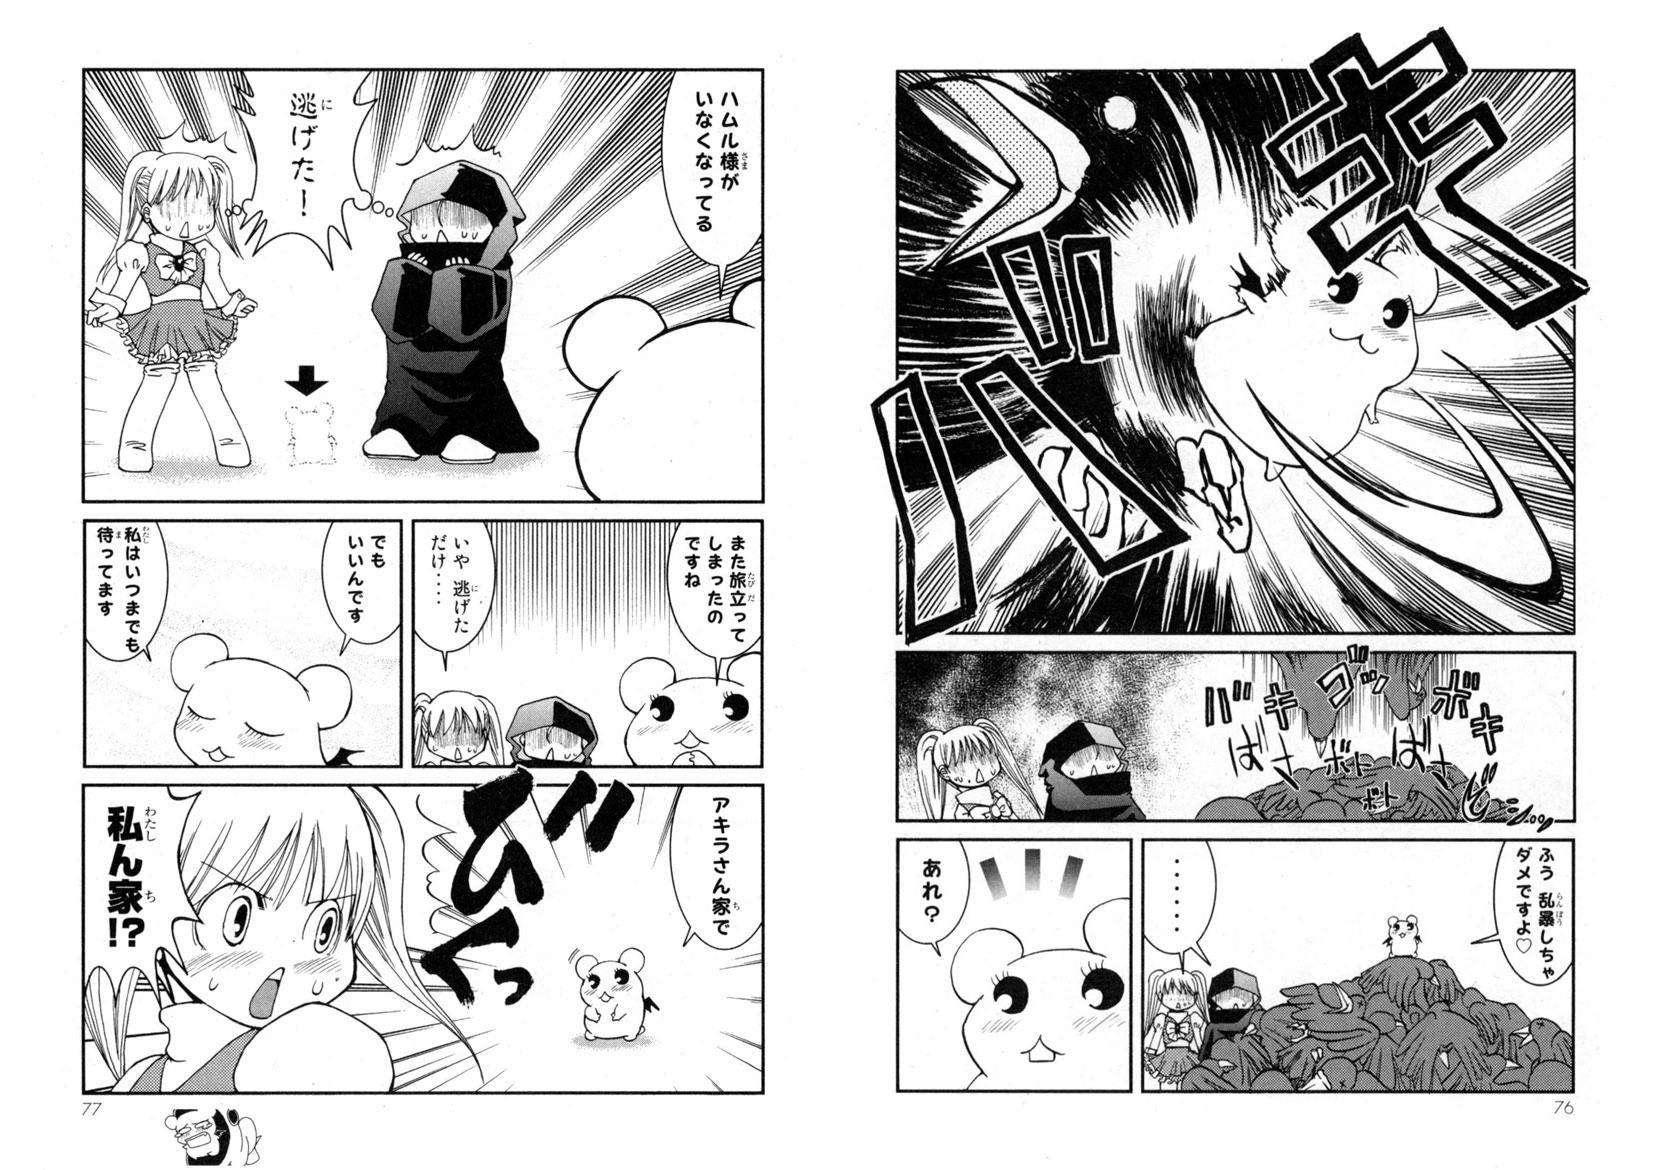 バキ
バキ
ゴッ
ボキ
ばさ
ボト
ばさ
ボト
ふう 乱暴しちゃ
ダメですよ♡
・・・・・・
あれ？
76
ハムル様が
いなくなってる
逃げた！
また旅立って
しまったの
ですね
いや 逃げた
だけ・・・・
でも
いいんです
私はいつまでも
待ってます
アキラさん家で
びくっ
私ん家!?
77